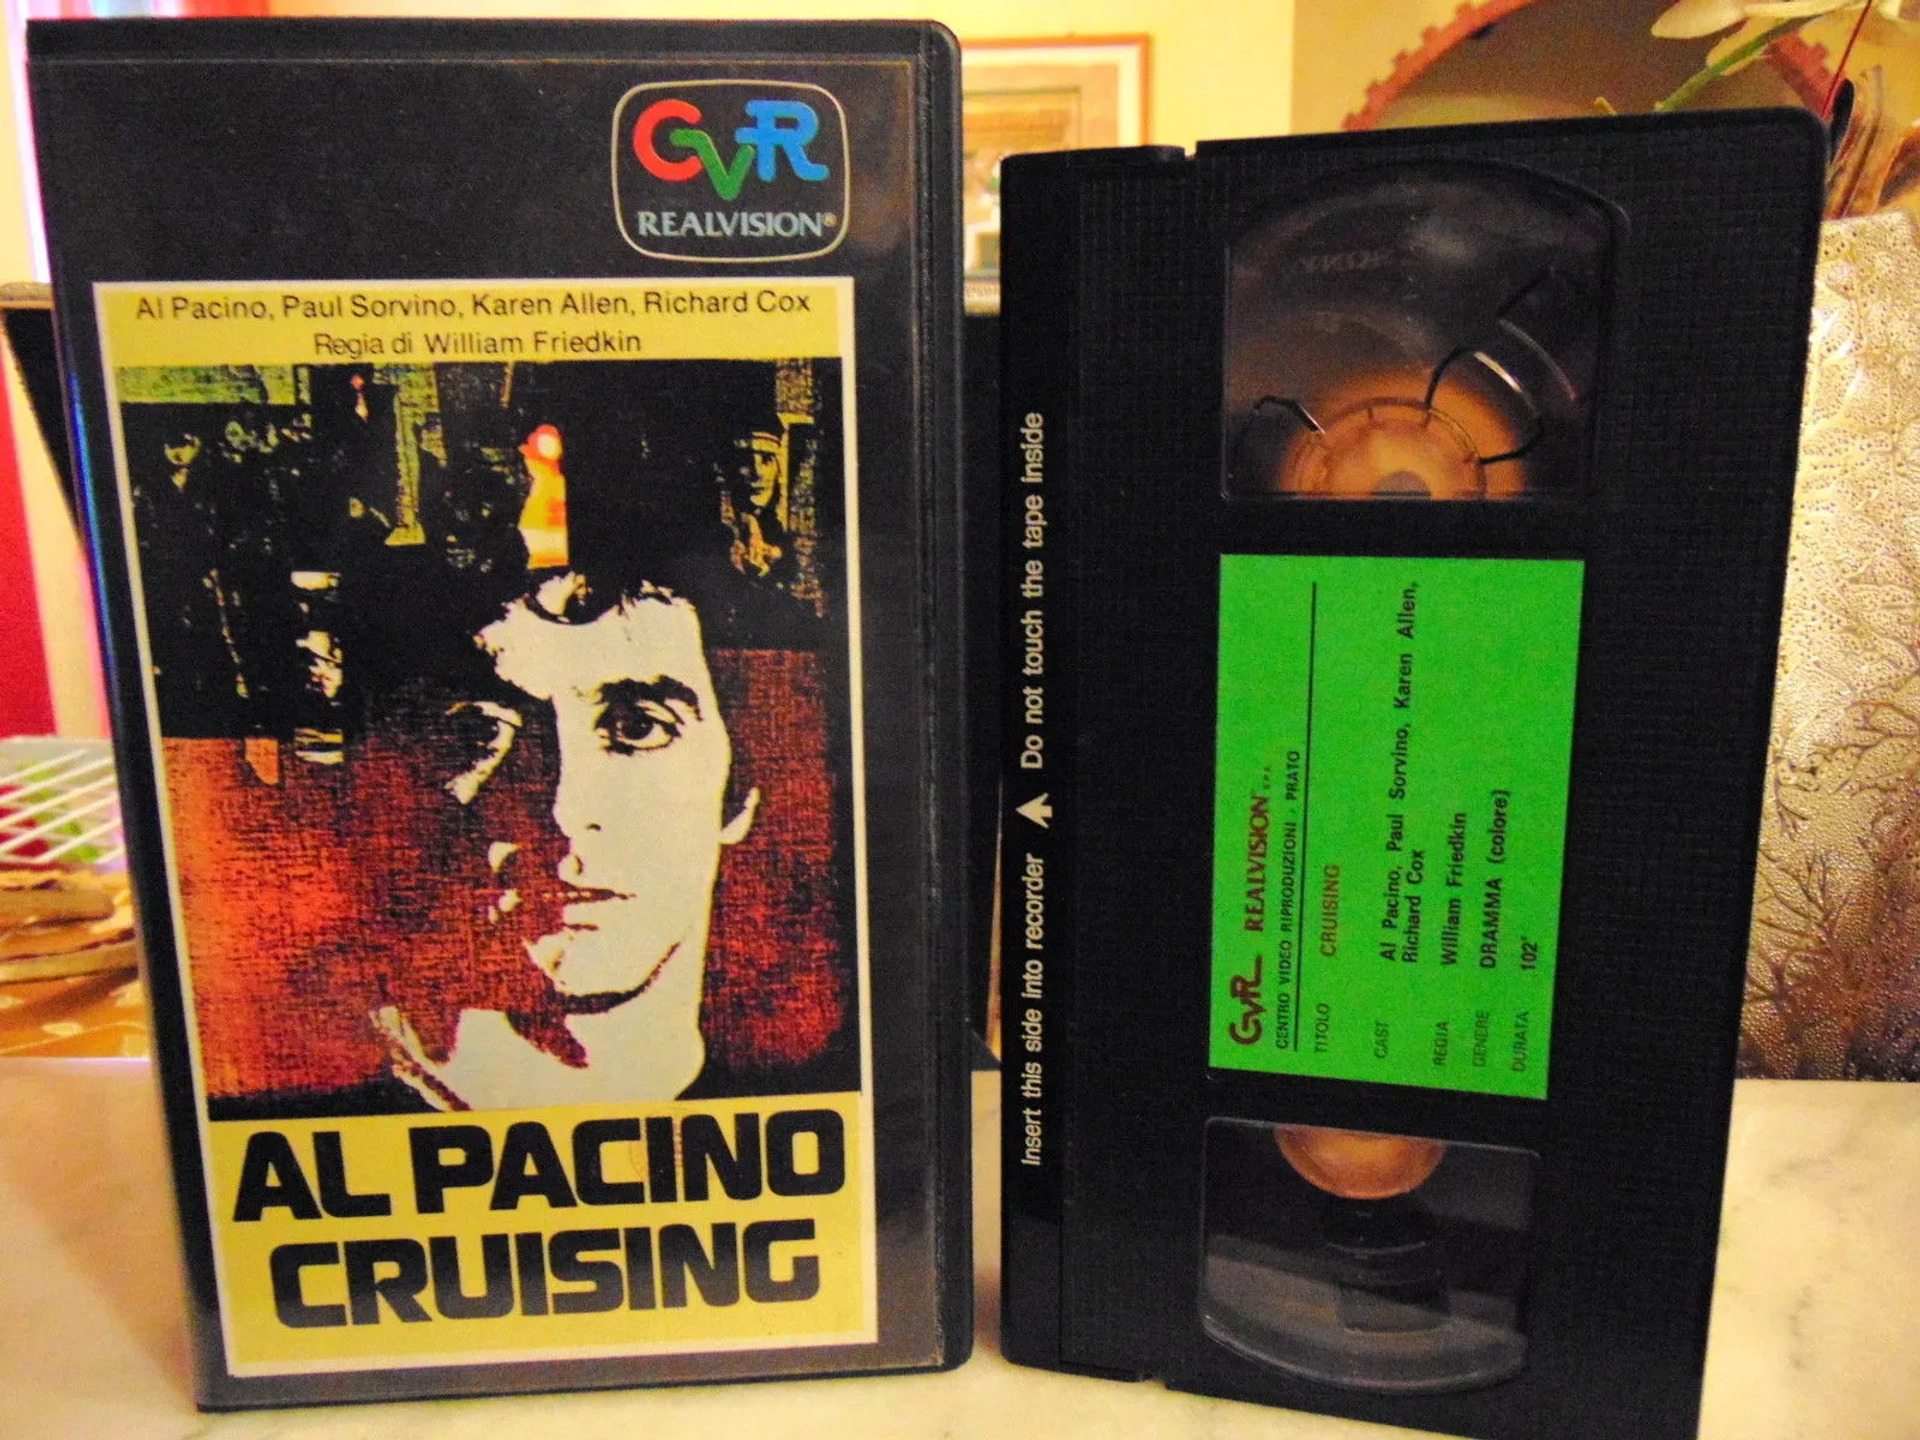 GVR
REALVISION®
Al Pacino, Paul Sorvino, Karen Allen, Richard Cox
Regia di William Friedkin
AL PACINO
CRUISING
Insert this side into recorder
Do not touch the tape inside
GVR REALVISION S.P.A.
CENTRO VIDEO RIPRODUZIONI - PRATO
TITOLO CRUISING
CAST Al Pacino, Paul Sorvino, Karen Allen,
Richard Cox
REGIA William Friedkin
GENERE DRAMMA (colore)
DURATA 102'